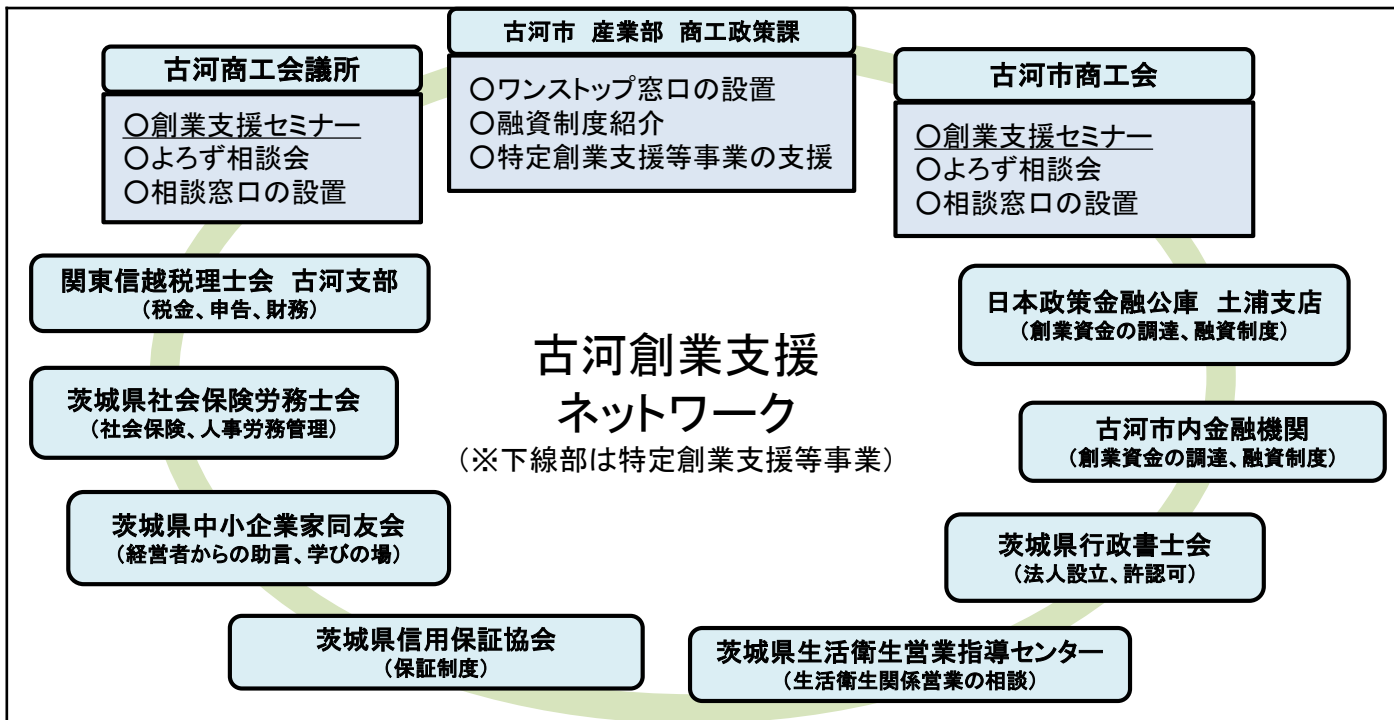 古河市 産業部 商工政策課
○ワンストップ窓口の設置
○融資制度紹介
○特定創業支援等事業の支援
古河商工会議所
○創業支援セミナー
○よろず相談会
○相談窓口の設置
古河市商工会
○創業支援セミナー
○よろず相談会
○相談窓口の設置
関東信越税理士会 古河支部
(税金、申告、財務)
日本政策金融公庫 土浦支店
(創業資金の調達、融資制度)
古河創業支援
ネットワーク
(※下線部は特定創業支援等事業)
茨城県社会保険労務士会
(社会保険、人事労務管理)
古河市内金融機関
(創業資金の調達、融資制度)
茨城県中小企業家同友会
(経営者からの助言、学びの場)
茨城県行政書士会
(法人設立、許認可)
茨城県信用保証協会
(保証制度)
茨城県生活衛生営業指導センター
(生活衛生関係営業の相談)